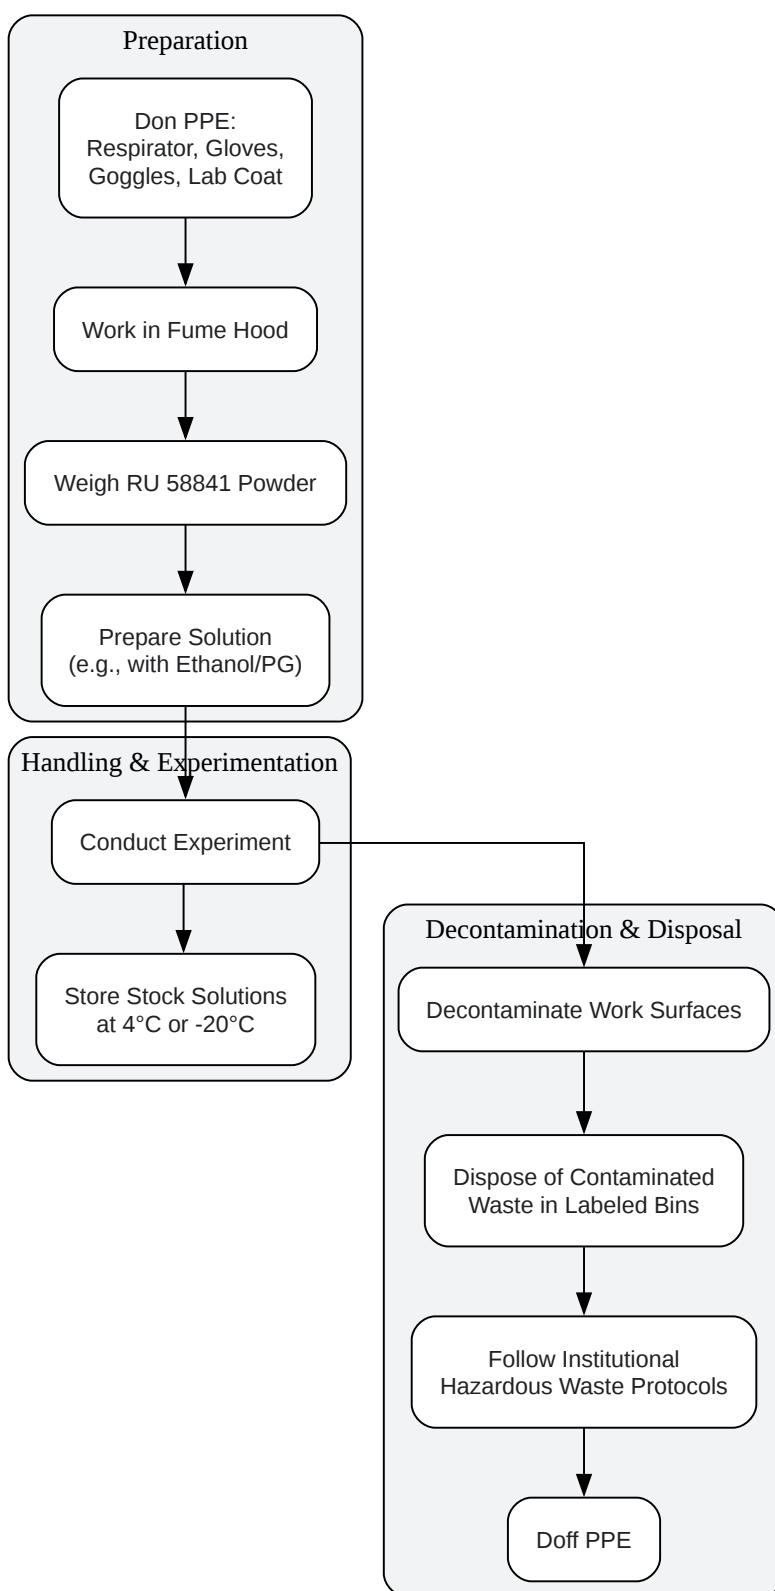 Preparation
Don PPE:
Respirator, Gloves,
Goggles, Lab Coat
Work in Fume Hood
Weigh RU 58841 Powder
Prepare Solution
(e.g., with Ethanol/PG)
Handling & Experimentation
Conduct Experiment
Store Stock Solutions
at 4°C or -20°C
Decontamination & Disposal
Decontaminate Work Surfaces
Dispose of Contaminated
Waste in Labeled Bins
Follow Institutional
Hazardous Waste Protocols
Doff PPE